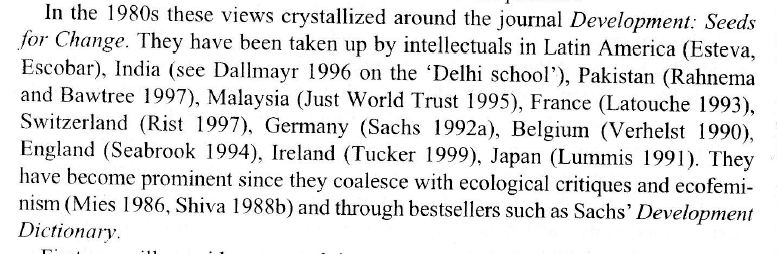 In the 1980s these views crystallized around the journal Development: Seeds
for Change. They have been taken up by intellectuals in Latin America (Esteva,
Escobar), India (see Dallmayr 1996 on the ‘Delhi school’), Pakistan (Rahnema
and Bawtree 1997), Malaysia (Just World Trust 1995), France (Latouche 1993),
Switzerland (Rist 1997), Germany (Sachs 1992a), Belgium (Verhelst 1990),
England (Seabrook 1994), Ireland (Tucker 1999), Japan (Lummis 1991). They
have become prominent since they coalesce with ecological critiques and ecofemi-
nism (Mies 1986, Shiva 1988b) and through bestsellers such as Sachs’ Development
Dictionary.